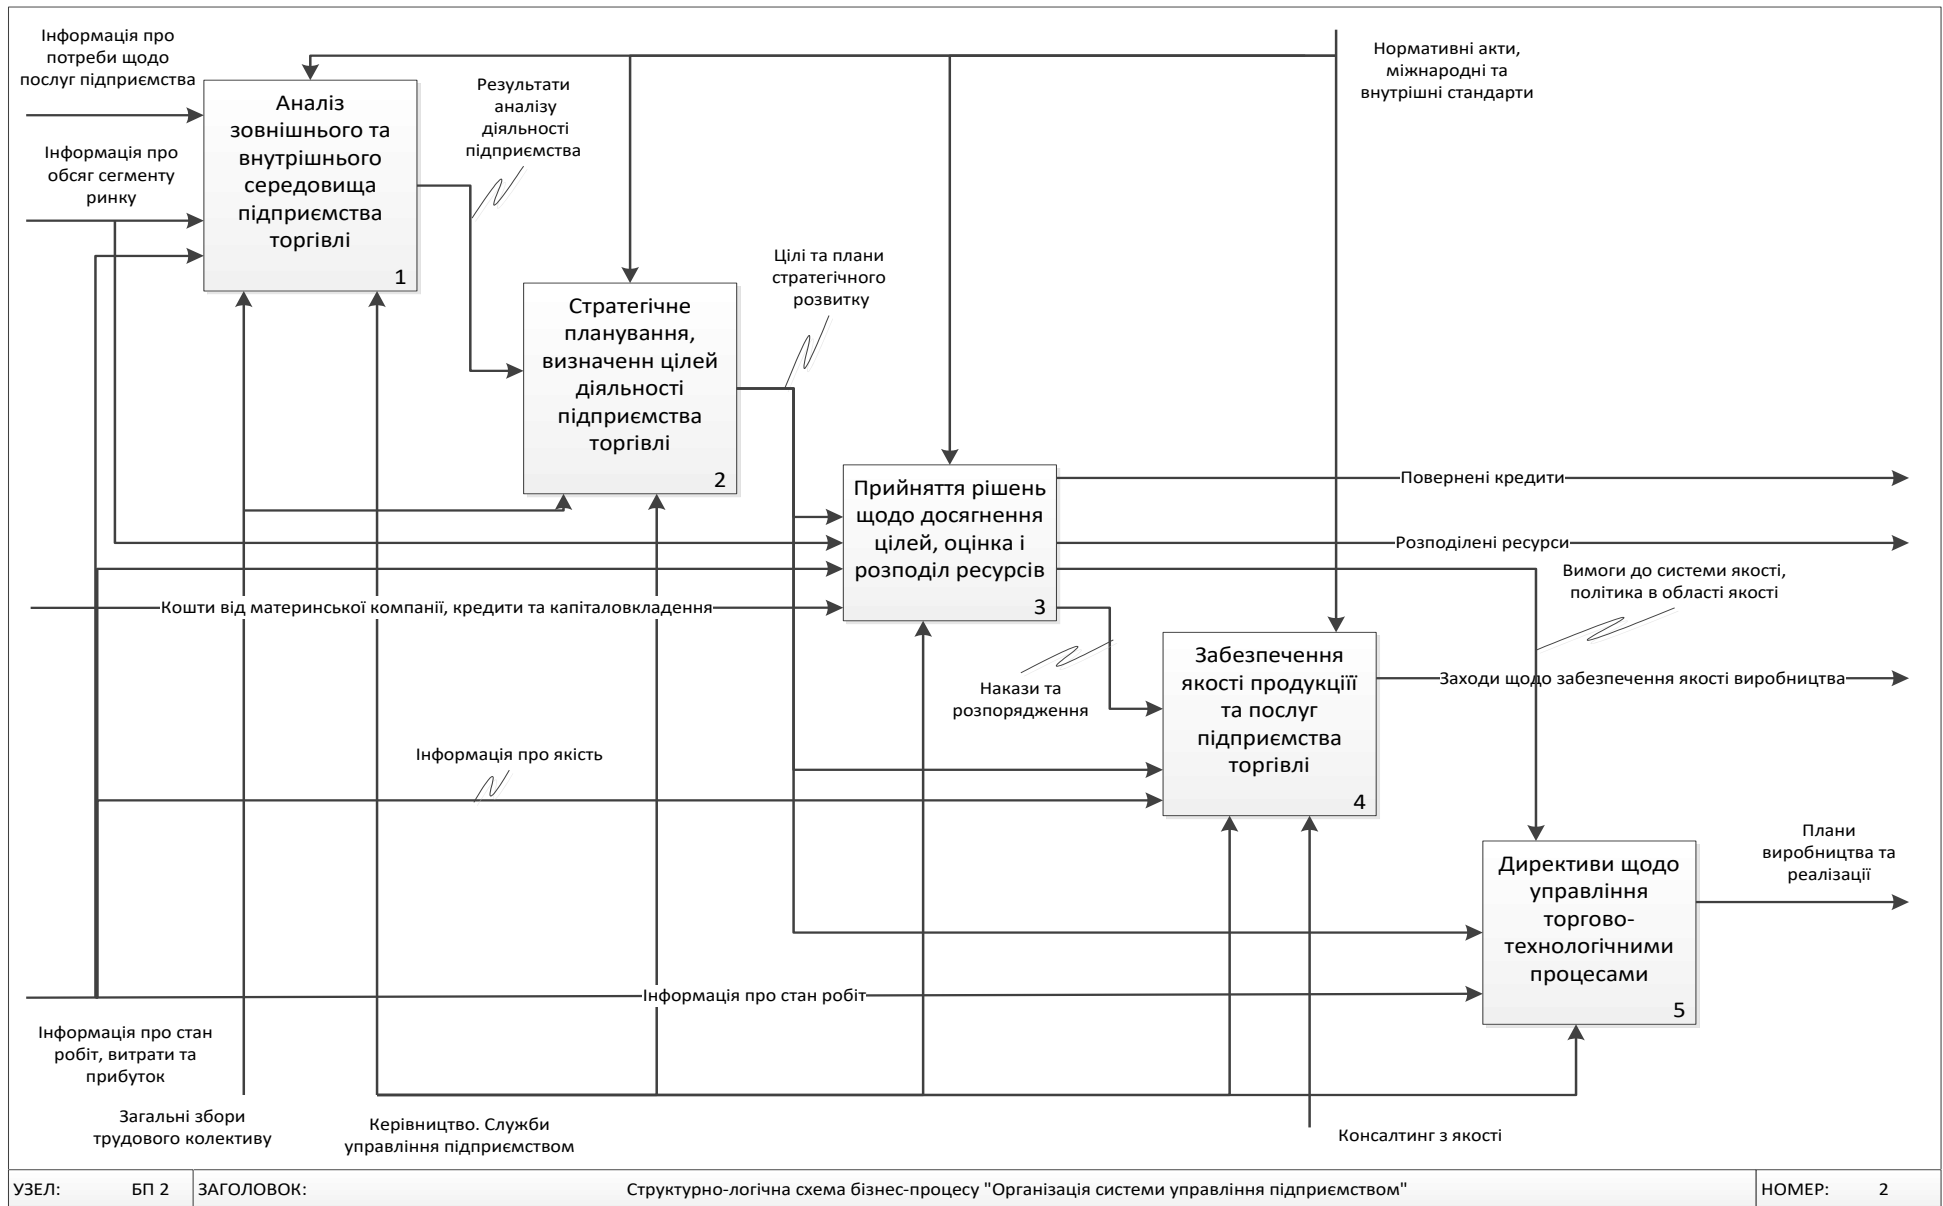 Інформація про
потреби щодо
послуг підприємства
Нормативні акти,
міжнародні та
внутрішні стандарти
Аналіз
зовнішнього та
внутрішнього
середовища
підприємства
торгівлі
1
Результати
аналізу
діяльності
підприємства
Інформація про
обсяг сегменту
ринку
Цілі та плани
стратегічного
розвитку
Стратегічне
планування,
визначенн цілей
діяльності
підприємства
торгівлі
2
Прийняття рішень
щодо досягнення
цілей, оцінка і
розподіл ресурсів
3
Повернені кредити
Розподілені ресурси
Вимоги до системи якості,
політика в області якості
Кошти від материнської компанії, кредити та капіталовкладення
Накази та
розпорядження
Забезпечення
якості продукціїї
та послуг
підприємства
торгівлі
4
Заходи щодо забезпечення якості виробництва
Інформація про якість
Плани
виробництва та
реалізації
Директиви щодо
управління
торгово-
технологічними
процесами
5
Інформація про стан робіт
Інформація про стан
робіт, витрати та
прибуток
Загальні збори
трудового колективу
Керівництво. Служби
управління підприємством
Консалтинг з якості
УЗЕЛ: БП 2 ЗАГОЛОВОК: Структурно-логічна схема бізнес-процесу "Організація системи управління підприємством" НОМЕР: 2